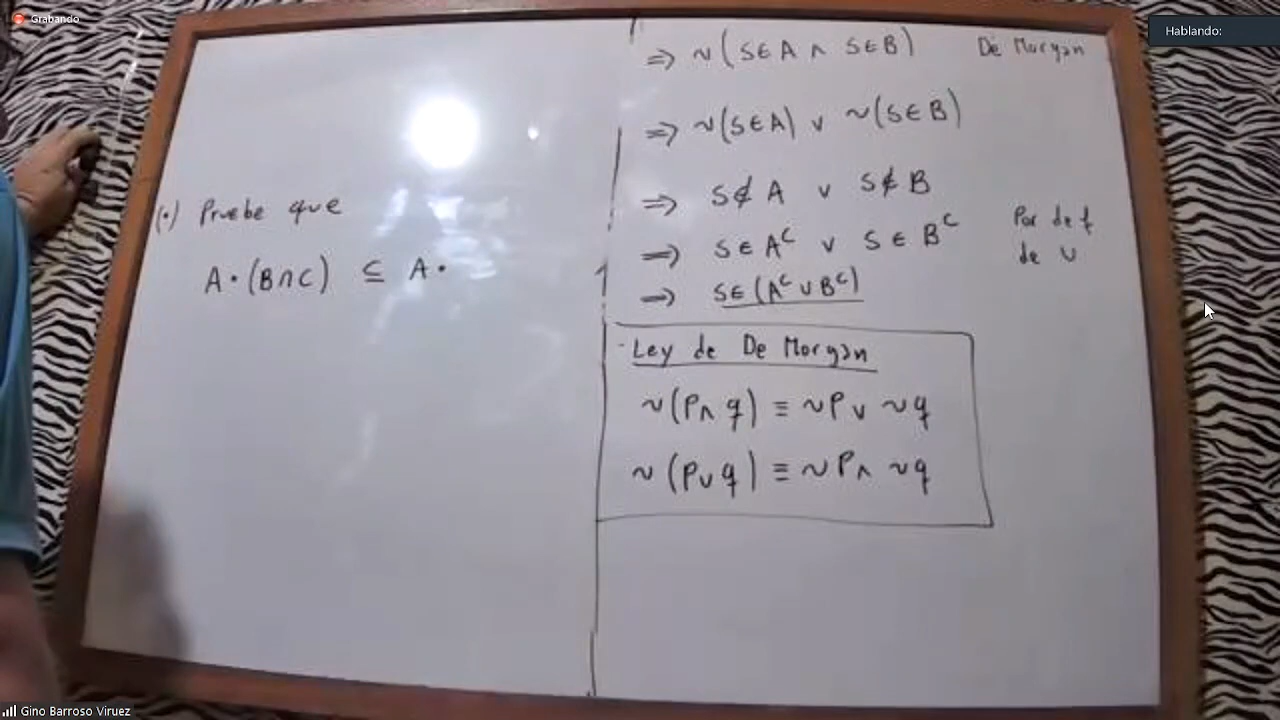 Grabando
Hablando:
(•) Pruebe que
A•(B∩C) ⊆ A•
⇒ ~(S∈A ∧ S∈B) De Morgan
⇒ ~(S∈A) ∨ ~(S∈B)
⇒ S∉A ∨ S∉B
⇒ S∈A^C ∨ S∈B^C Por def
de ∪
⇒ S∈(A^C ∪ B^C)
Ley de De Morgan
~(P∧q) ≡ ~P ∨ ~q
~(P∨q) ≡ ~P ∧ ~q
Gino Barroso Viruez